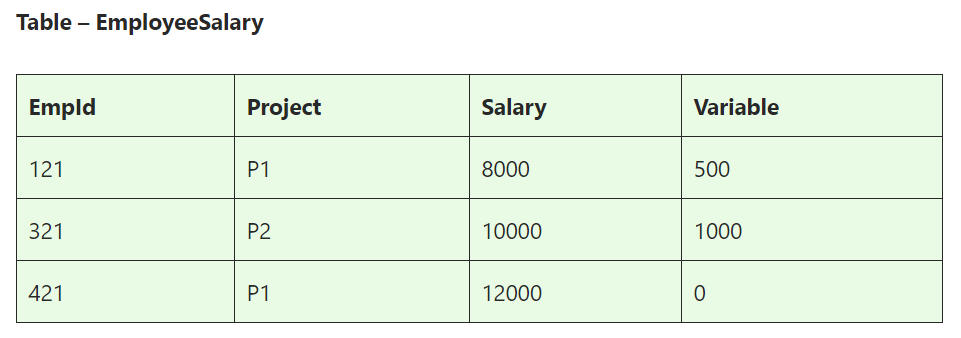 Table – EmployeeSalary
EmpId Project Salary Variable
121 P1 8000 500
321 P2 10000 1000
421 P1 12000 0